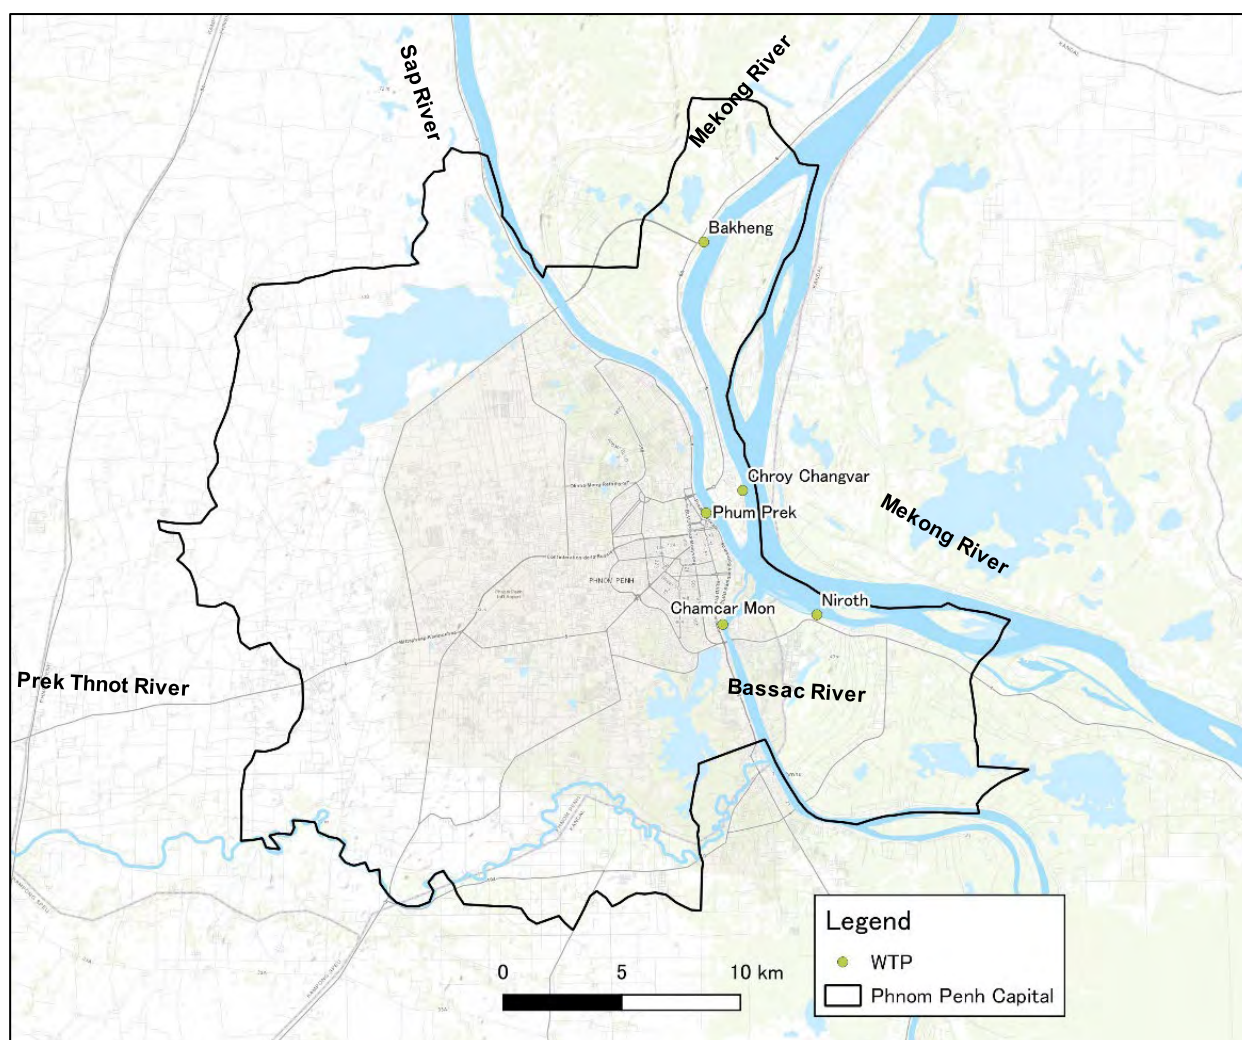 Sap River
Mekong River
Bakheng
Chroy Changvar
Phum Prek
Mekong River
PHNOM PENH
Niroth
Chamcar Mon
Prek Thnot River
Bassac River
Legend
WTP
Phnom Penh Capital
0 5 10 km